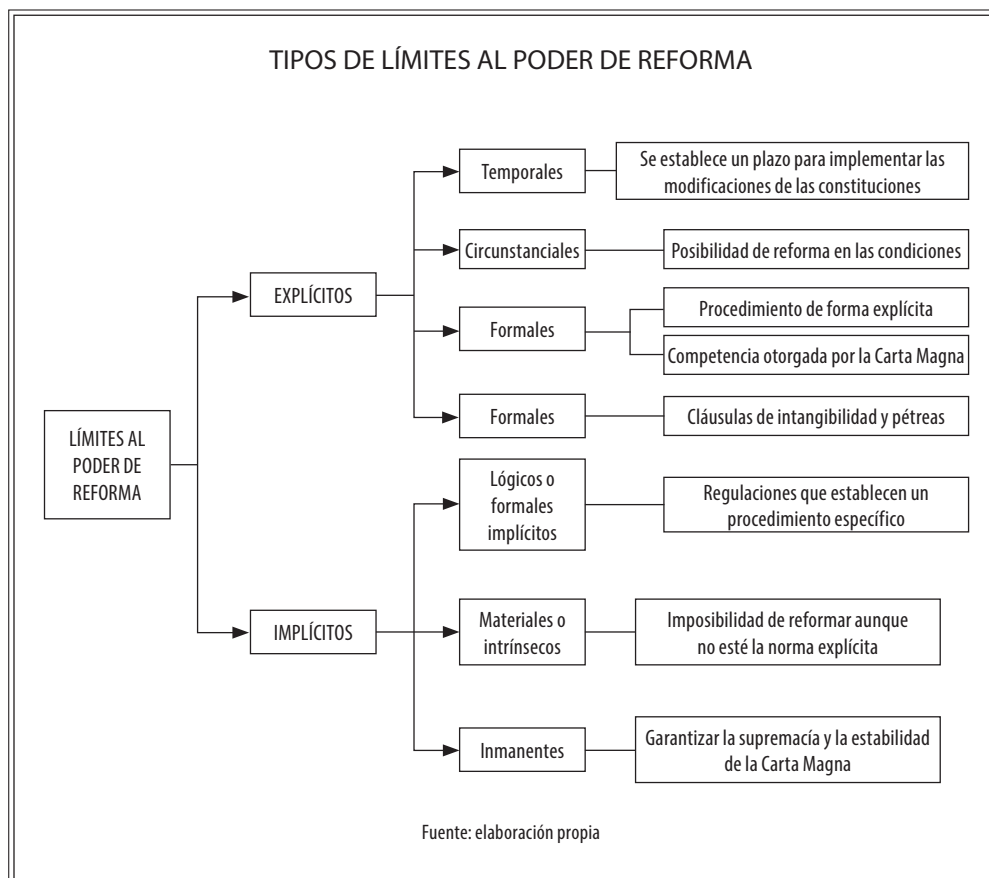 TIPOS DE LÍMITES AL PODER DE REFORMA
LÍMITES AL
PODER DE
REFORMA
EXPLÍCITOS
Temporales
Se establece un plazo para implementar las
modificaciones de las constituciones
Circunstanciales
Posibilidad de reforma en las condiciones
Formales
Procedimiento de forma explícita
Competencia otorgada por la Carta Magna
Formales
Cláusulas de intangibilidad y pétreas
IMPLÍCITOS
Lógicos o
formales
implícitos
Regulaciones que establecen un
procedimiento específico
Materiales o
intrínsecos
Imposibilidad de reformar aunque
no esté la norma explícita
Inmanentes
Garantizar la supremacía y la estabilidad
de la Carta Magna
Fuente: elaboración propia